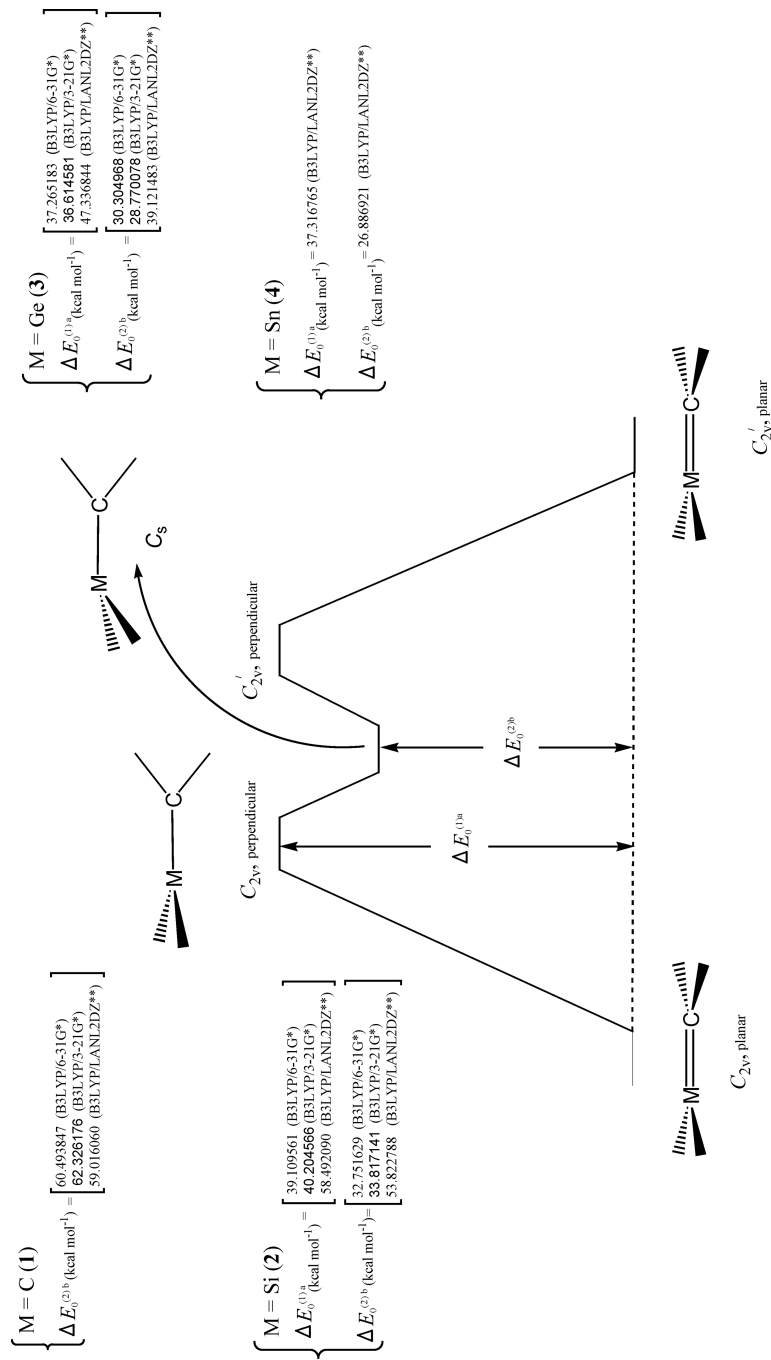 M = C (1)
ΔE₀⁽²⁾ᵇ (kcal mol⁻¹) =
60.493847 (B3LYP/6-31G*)
62.326176 (B3LYP/3-21G*)
59.016060 (B3LYP/LANL2DZ**)
M = Si (2)
ΔE₀⁽¹⁾ᵃ (kcal mol⁻¹) =
39.109561 (B3LYP/6-31G*)
40.204566 (B3LYP/3-21G*)
58.492090 (B3LYP/LANL2DZ**)
ΔE₀⁽²⁾ᵇ (kcal mol⁻¹)=
32.751629 (B3LYP/6-31G*)
33.817141 (B3LYP/3-21G*)
53.822788 (B3LYP/LANL2DZ**)
M = Ge (3)
ΔE₀⁽¹⁾ᵃ (kcal mol⁻¹) =
37.265183 (B3LYP/6-31G*)
36.614581 (B3LYP/3-21G*)
47.336844 (B3LYP/LANL2DZ**)
ΔE₀⁽²⁾ᵇ (kcal mol⁻¹) =
30.304968 (B3LYP/6-31G*)
28.770078 (B3LYP/3-21G*)
39.121483 (B3LYP/LANL2DZ**)
M = Sn (4)
ΔE₀⁽¹⁾ᵃ (kcal mol⁻¹) = 37.316765 (B3LYP/LANL2DZ**)
ΔE₀⁽²⁾ᵇ (kcal mol⁻¹) = 26.886921 (B3LYP/LANL2DZ**)
M C
C2v, perpendicular
M C
Cs
C'2v, perpendicular
ΔE₀⁽¹⁾ᵃ
ΔE₀⁽²⁾ᵇ
M C
C2v, planar
M C
C'2v, planar